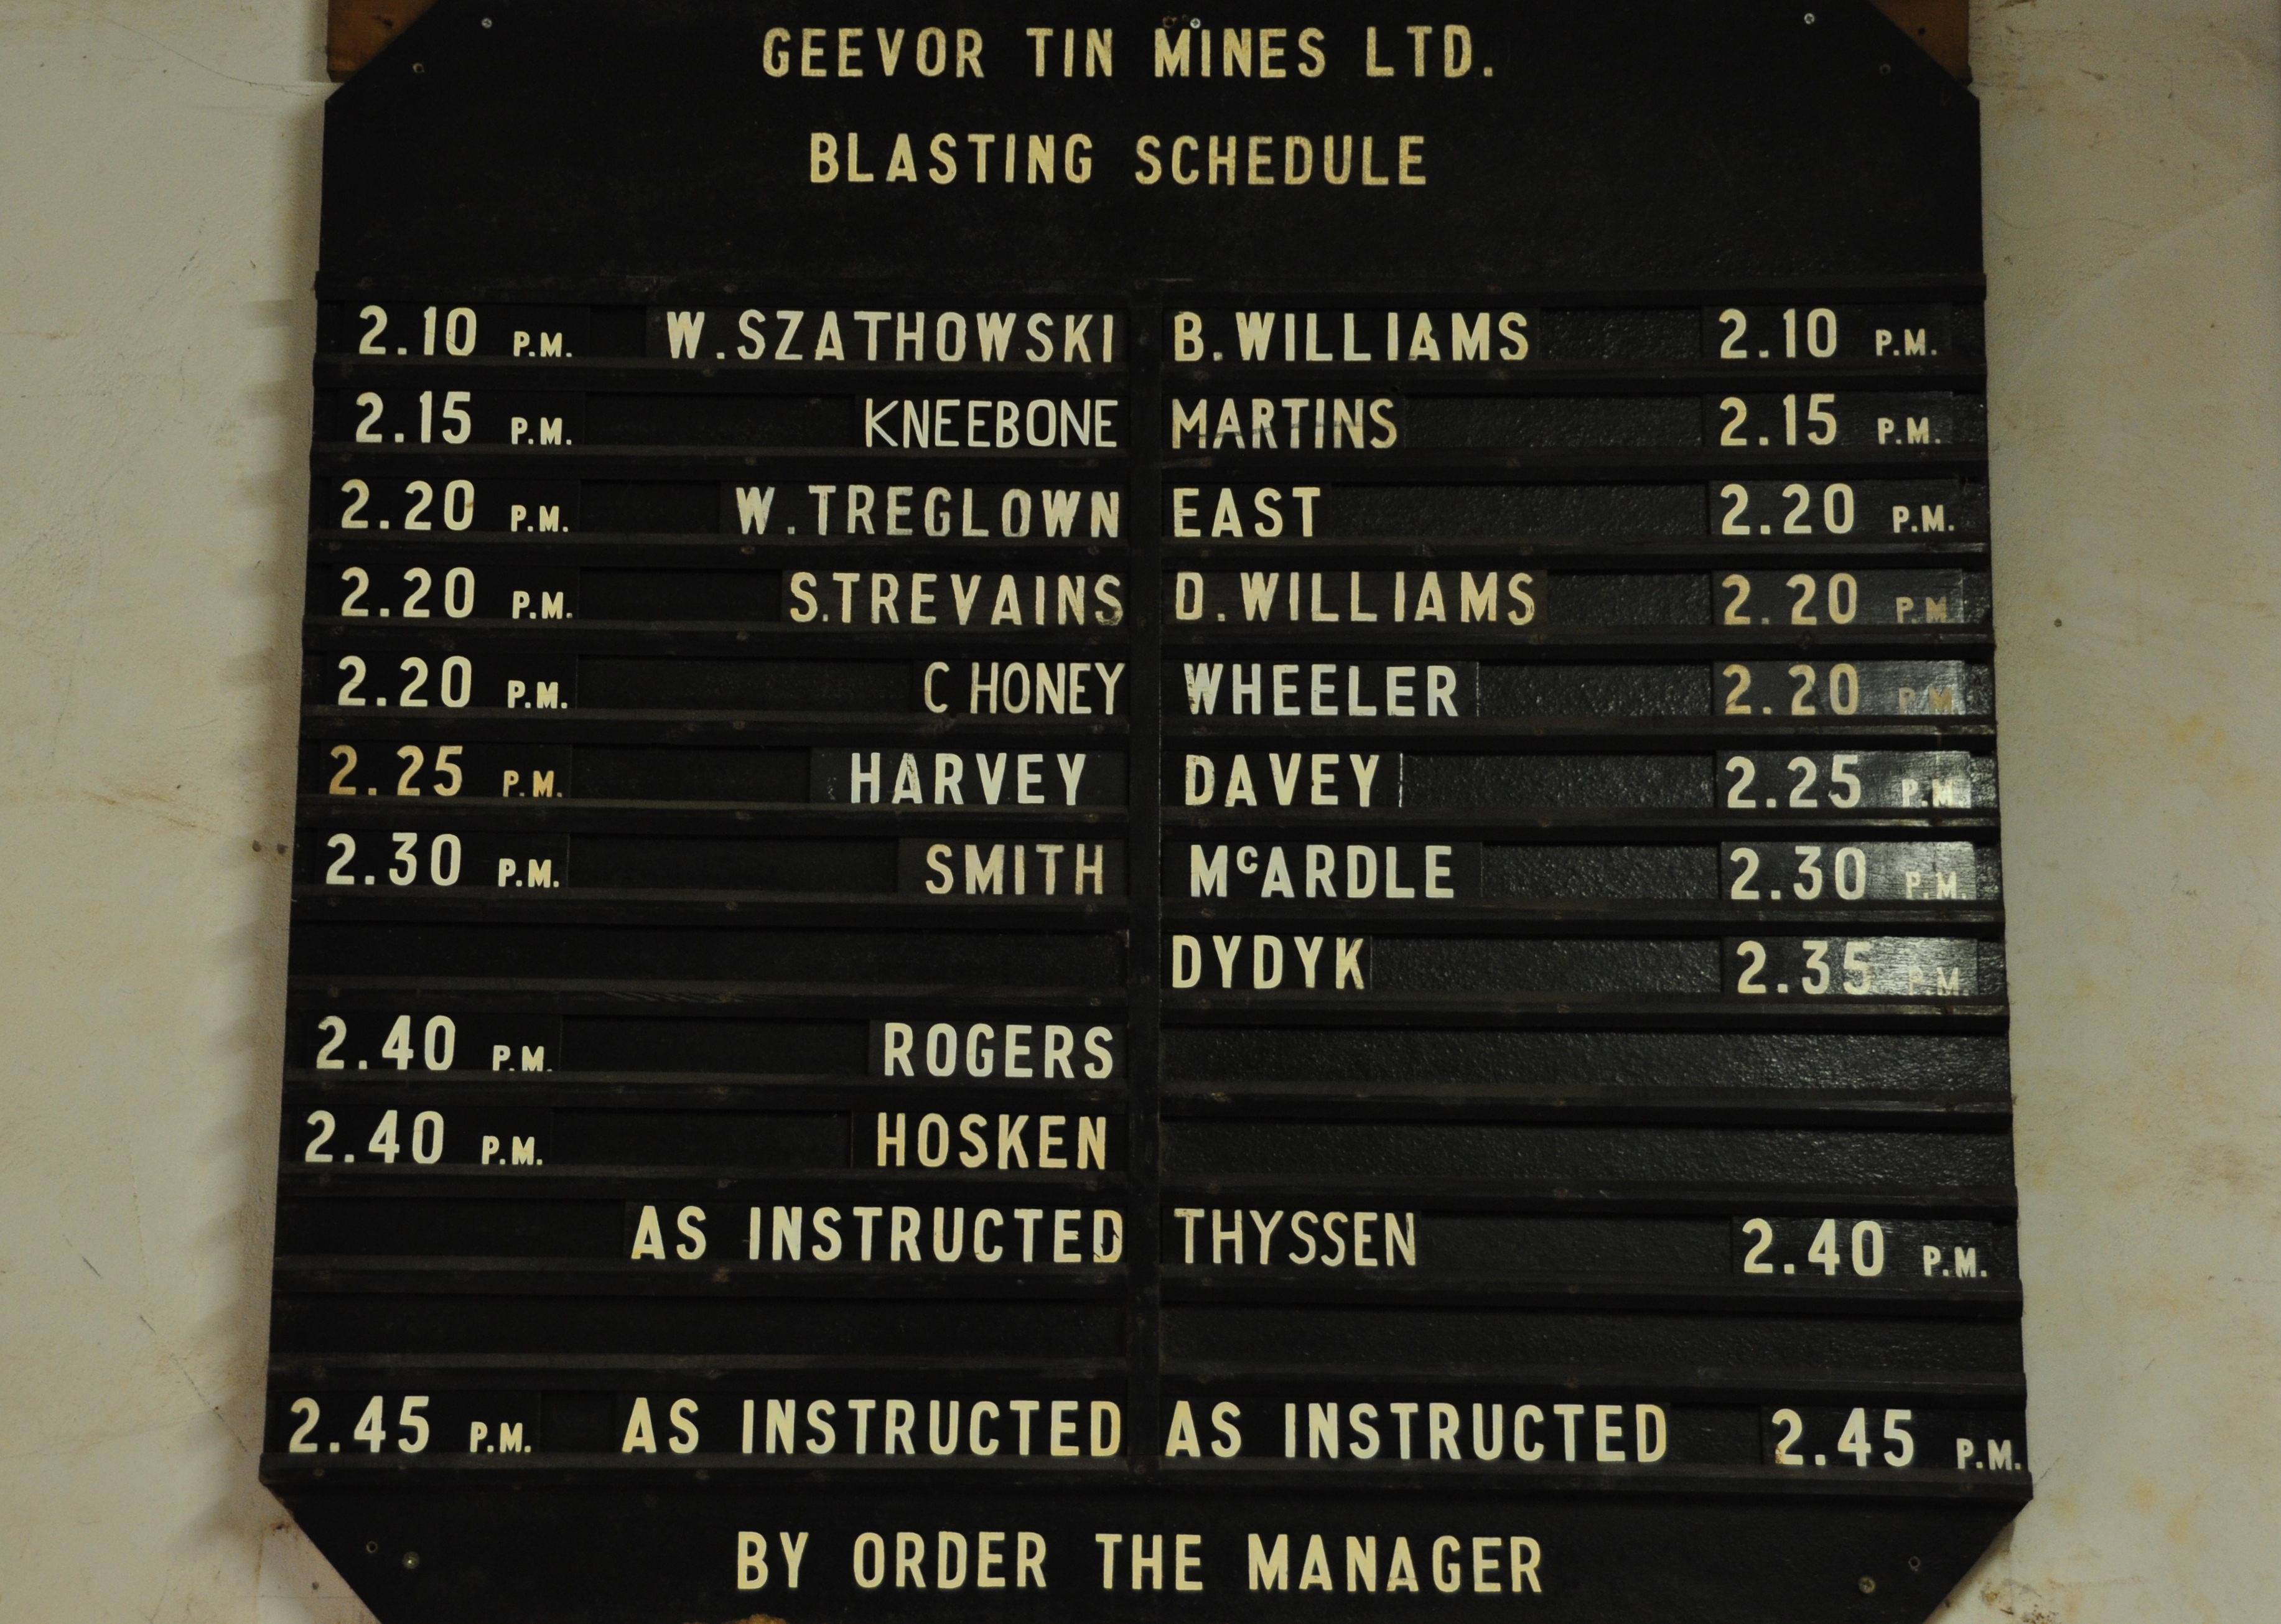 GEEVOR TIN MINES LTD.
BLASTING SCHEDULE
2.10 P.M. W.SZATHOWSKI B.WILLIAMS 2.10 P.M.
2.15 P.M. KNEEBONE MARTINS 2.15 P.M.
2.20 P.M. W.TREGLOWN EAST 2.20 P.M.
2.20 P.M. S.TREVAINS D.WILLIAMS 2.20 P.M
2.20 P.M. C HONEY WHEELER 2.20 P.M.
2.25 P.M. HARVEY DAVEY 2.25 P.M
2.30 P.M. SMITH McARDLE 2.30 P.M.
DYDYK 2.35 P.M.
2.40 P.M. ROGERS
2.40 P.M. HOSKEN
AS INSTRUCTED THYSSEN 2.40 P.M.
2.45 P.M. AS INSTRUCTED AS INSTRUCTED 2.45 P.M.
BY ORDER THE MANAGER